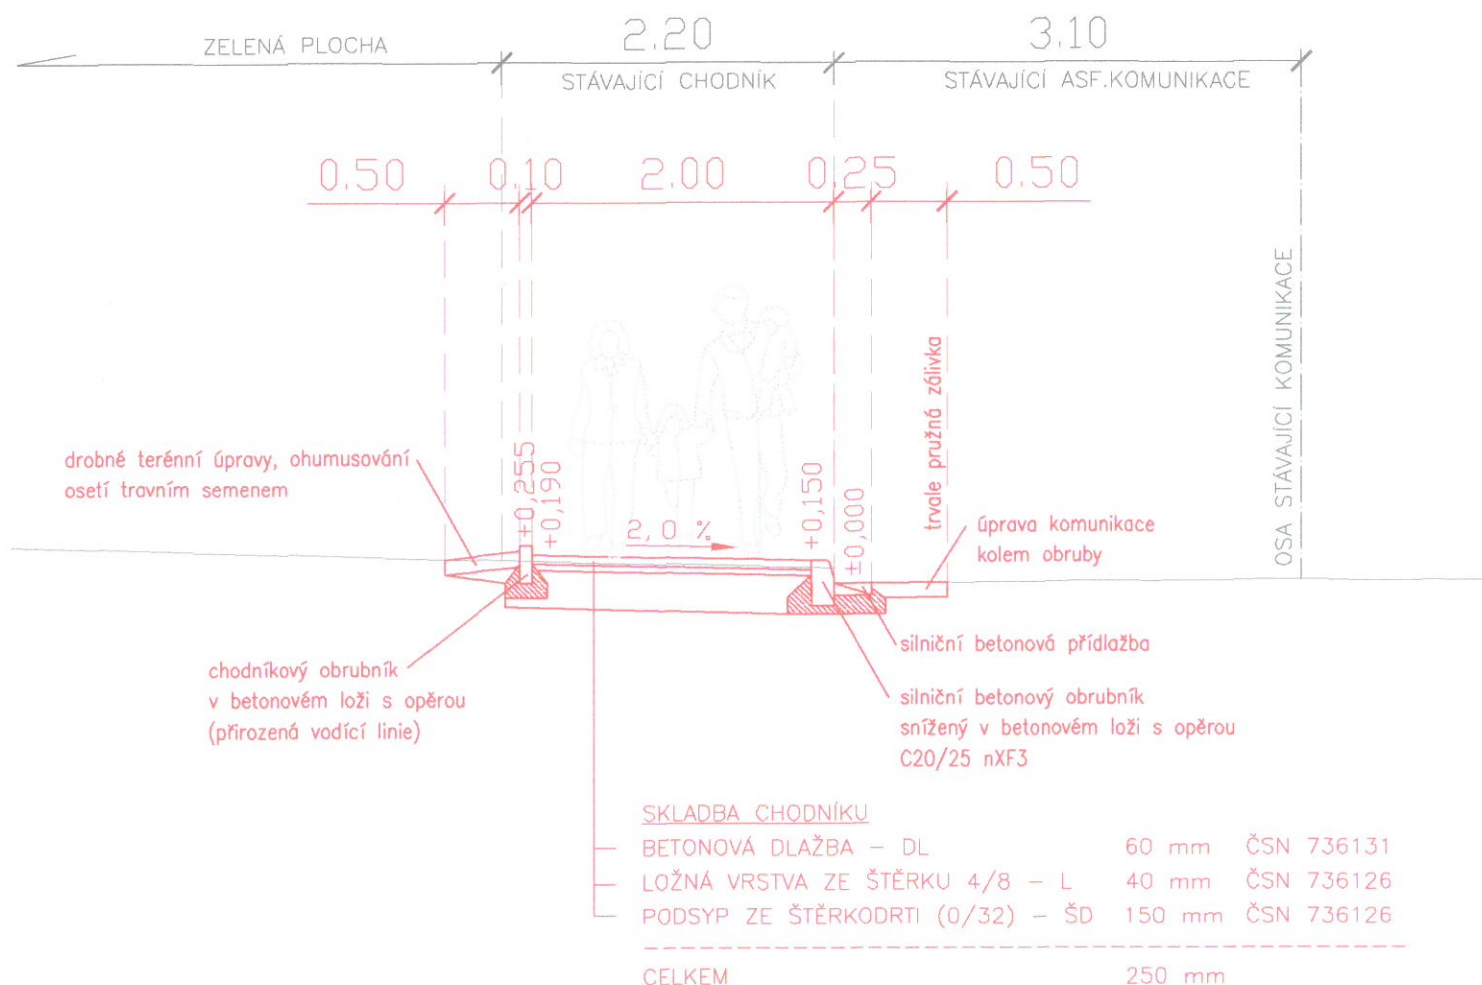 ZELENÁ PLOCHA
2.20
3.10
STÁVAJÍCÍ CHODNÍK
STÁVAJÍCÍ ASF.KOMUNIKACE
0.50
0.10
2.00
0.25
0.50
OSA STÁVAJÍCÍ KOMUNIKACE
trvale pružná zálivka
drobné terénní úpravy, ohumusování
osetí travním semenem
+0,255
+0,190
2,0 %
+0,150
±0,000
úprava komunikace
kolem obruby
silniční betonová přídlažba
chodníkový obrubník
v betonovém loži s opěrou
(přirozená vodící linie)
silniční betonový obrubník
snížený v betonovém loži s opěrou
C20/25 nXF3
SKLADBA CHODNÍKU
BETONOVÁ DLAŽBA – DL 60 mm ČSN 736131
LOŽNÁ VRSTVA ZE ŠTĚRKU 4/8 – L 40 mm ČSN 736126
PODSYP ZE ŠTĚRKODRTI (0/32) – ŠD 150 mm ČSN 736126
CELKEM 250 mm